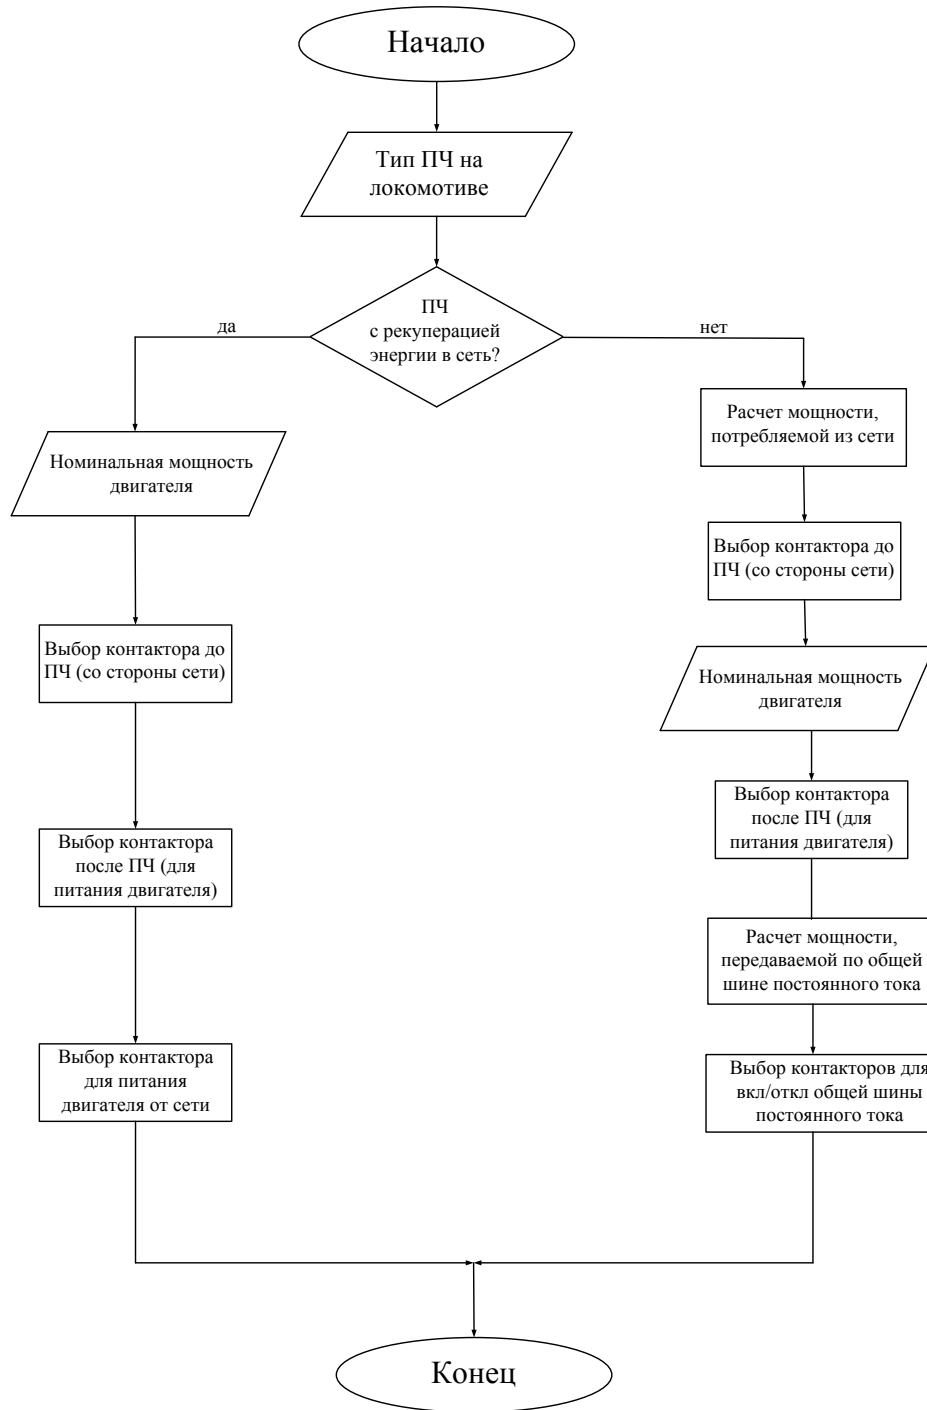 Начало
Тип ПЧ на
локомотиве
ПЧ
с рекуперацией
энергии в сеть?
да
нет
Номинальная мощность
двигателя
Выбор контактора до
ПЧ (со стороны сети)
Выбор контактора
после ПЧ (для
питания двигателя)
Выбор контактора
для питания
двигателя от сети
Расчет мощности,
потребляемой из сети
Выбор контактора до
ПЧ (со стороны сети)
Номинальная мощность
двигателя
Выбор контактора
после ПЧ (для
питания двигателя)
Расчет мощности,
передаваемой по общей
шине постоянного тока
Выбор контакторов для
вкл/откл общей шины
постоянного тока
Конец